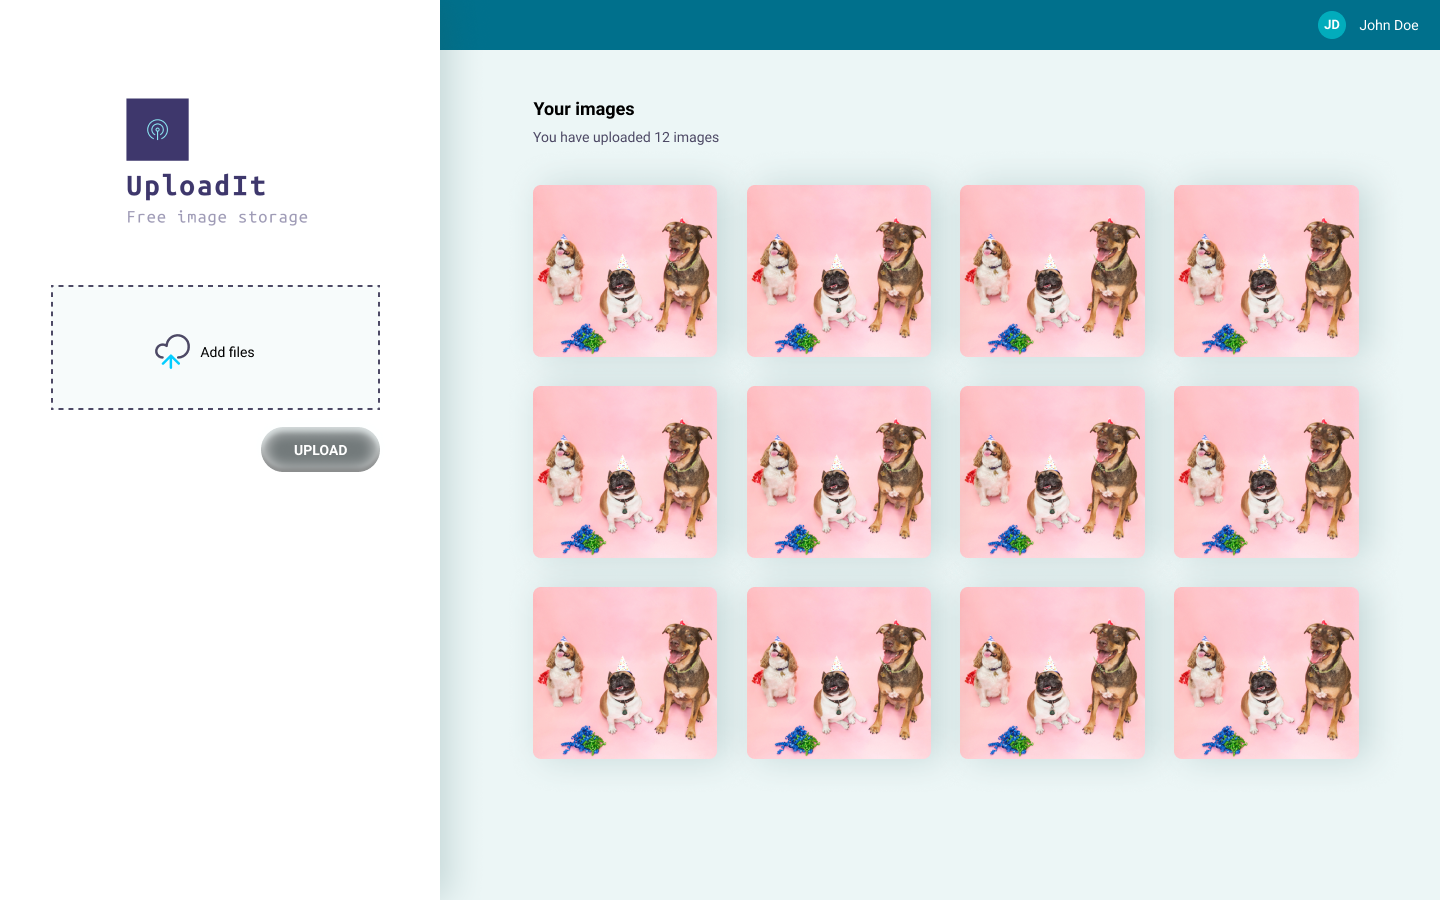 UploadIt
Free image storage
Add files
UPLOAD
JD
John Doe
Your images
You have uploaded 12 images